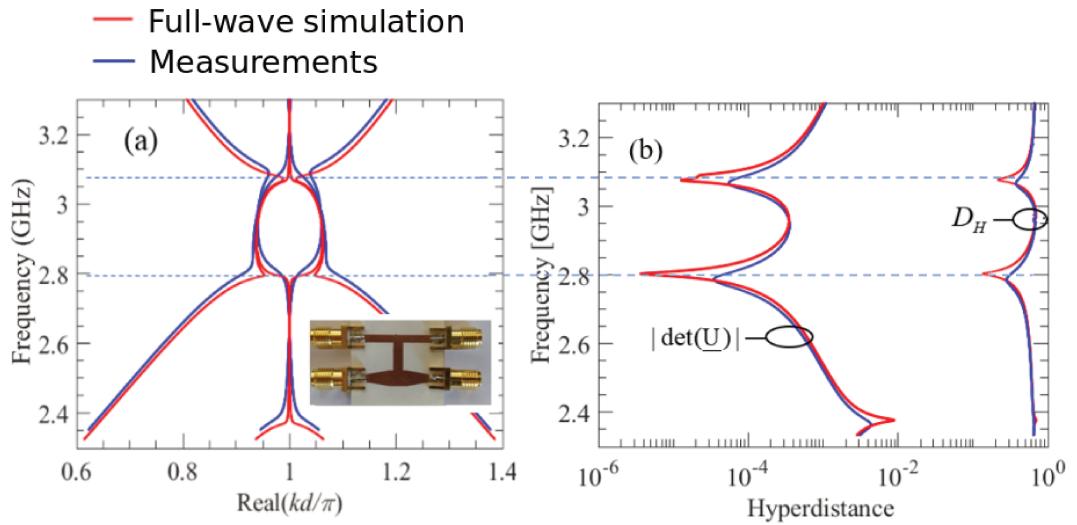 Full-wave simulation
Measurements
(a)
Frequency (GHz)
3.2
3
2.8
2.6
2.4
0.6
0.8
1
1.2
1.4
Real(kd/π)
(b)
Frequency [GHz]
3.2
3.0
2.8
2.6
2.4
D_H
|det(U)|
10^-6
10^-4
10^-2
10^0
Hyperdistance